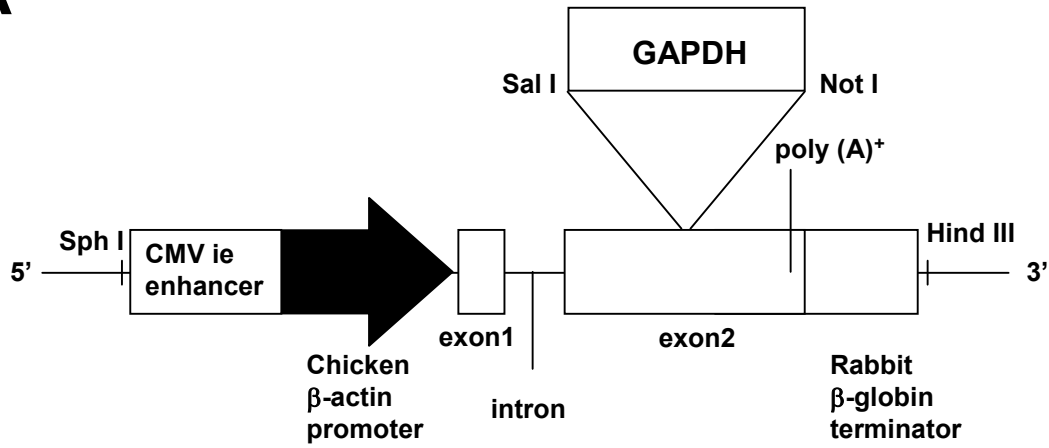 A
GAPDH
Sal I
Not I
poly (A)⁺
Sph I
CMV ie
enhancer
Hind III
5’
3’
exon1
exon2
Chicken
β-actin
promoter
intron
Rabbit
β-globin
terminator